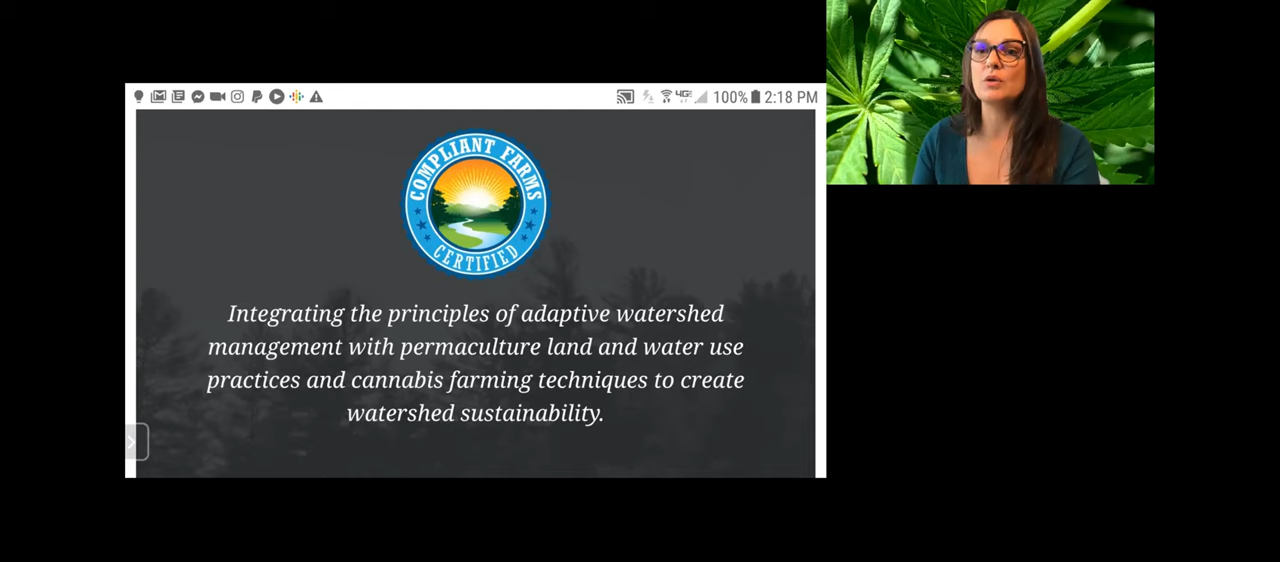 100% 2:18 PM
COMPLIANT FARMS
CERTIFIED
Integrating the principles of adaptive watershed
management with permaculture land and water use
practices and cannabis farming techniques to create
watershed sustainability.